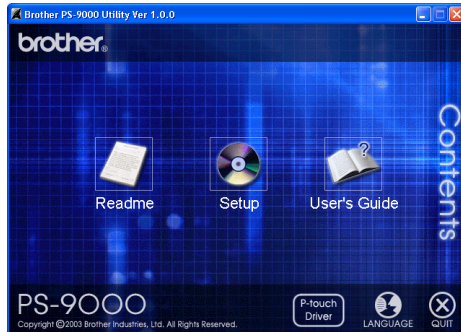 Brother PS-9000 Utility Ver 1.0.0
brother®
Contents
Readme
Setup
User's Guide
PS-9000
Copyright ©2003 Brother Industries, Ltd. All Rights Reserved.
P-touch
Driver
LANGUAGE
QUIT